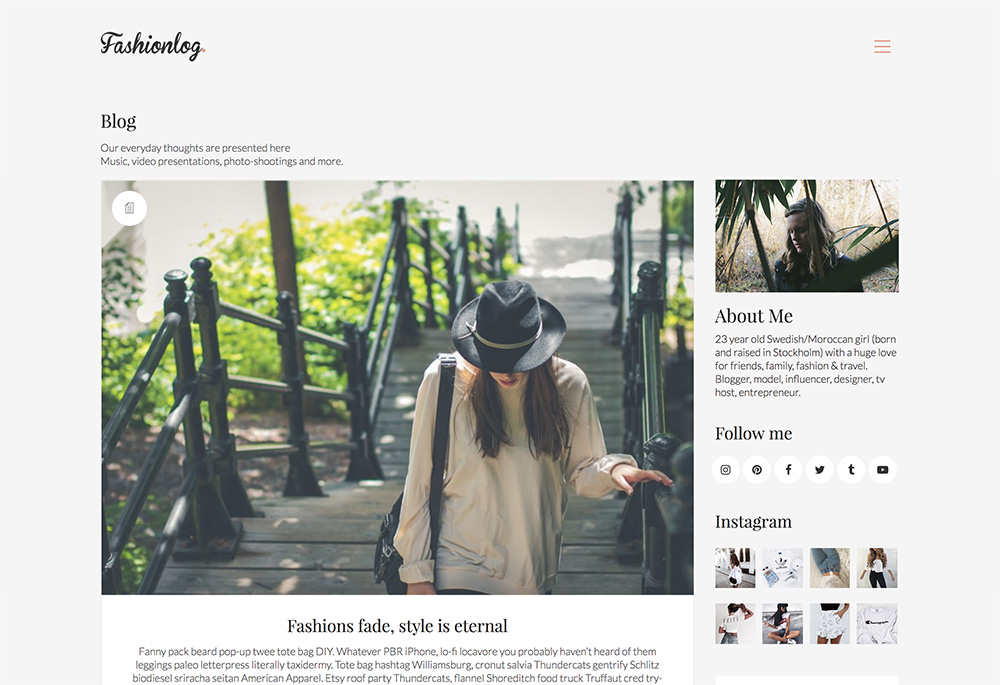 Fashionlog.
Blog
Our everyday thoughts are presented here
Music, video presentations, photo-shootings and more.
Fashions fade, style is eternal
Fanny pack beard pop-up twee tote bag DIY. Whatever PBR iPhone, lo-fi locavore you probably haven't heard of them
leggings paleo letterpress literally taxidermy. Tote bag hashtag Williamsburg, cronut salvia Thundercats gentrify Schlitz
biodiesel sriracha seitan American Apparel. Etsy roof party Thundercats, flannel Shoreditch food truck Truffaut cred try-
About Me
23 year old Swedish/Moroccan girl (born
and raised in Stockholm) with a huge love
for friends, family, fashion & travel.
Blogger, model, influencer, designer, tv
host, entrepreneur.
Follow me
Instagram
Champion